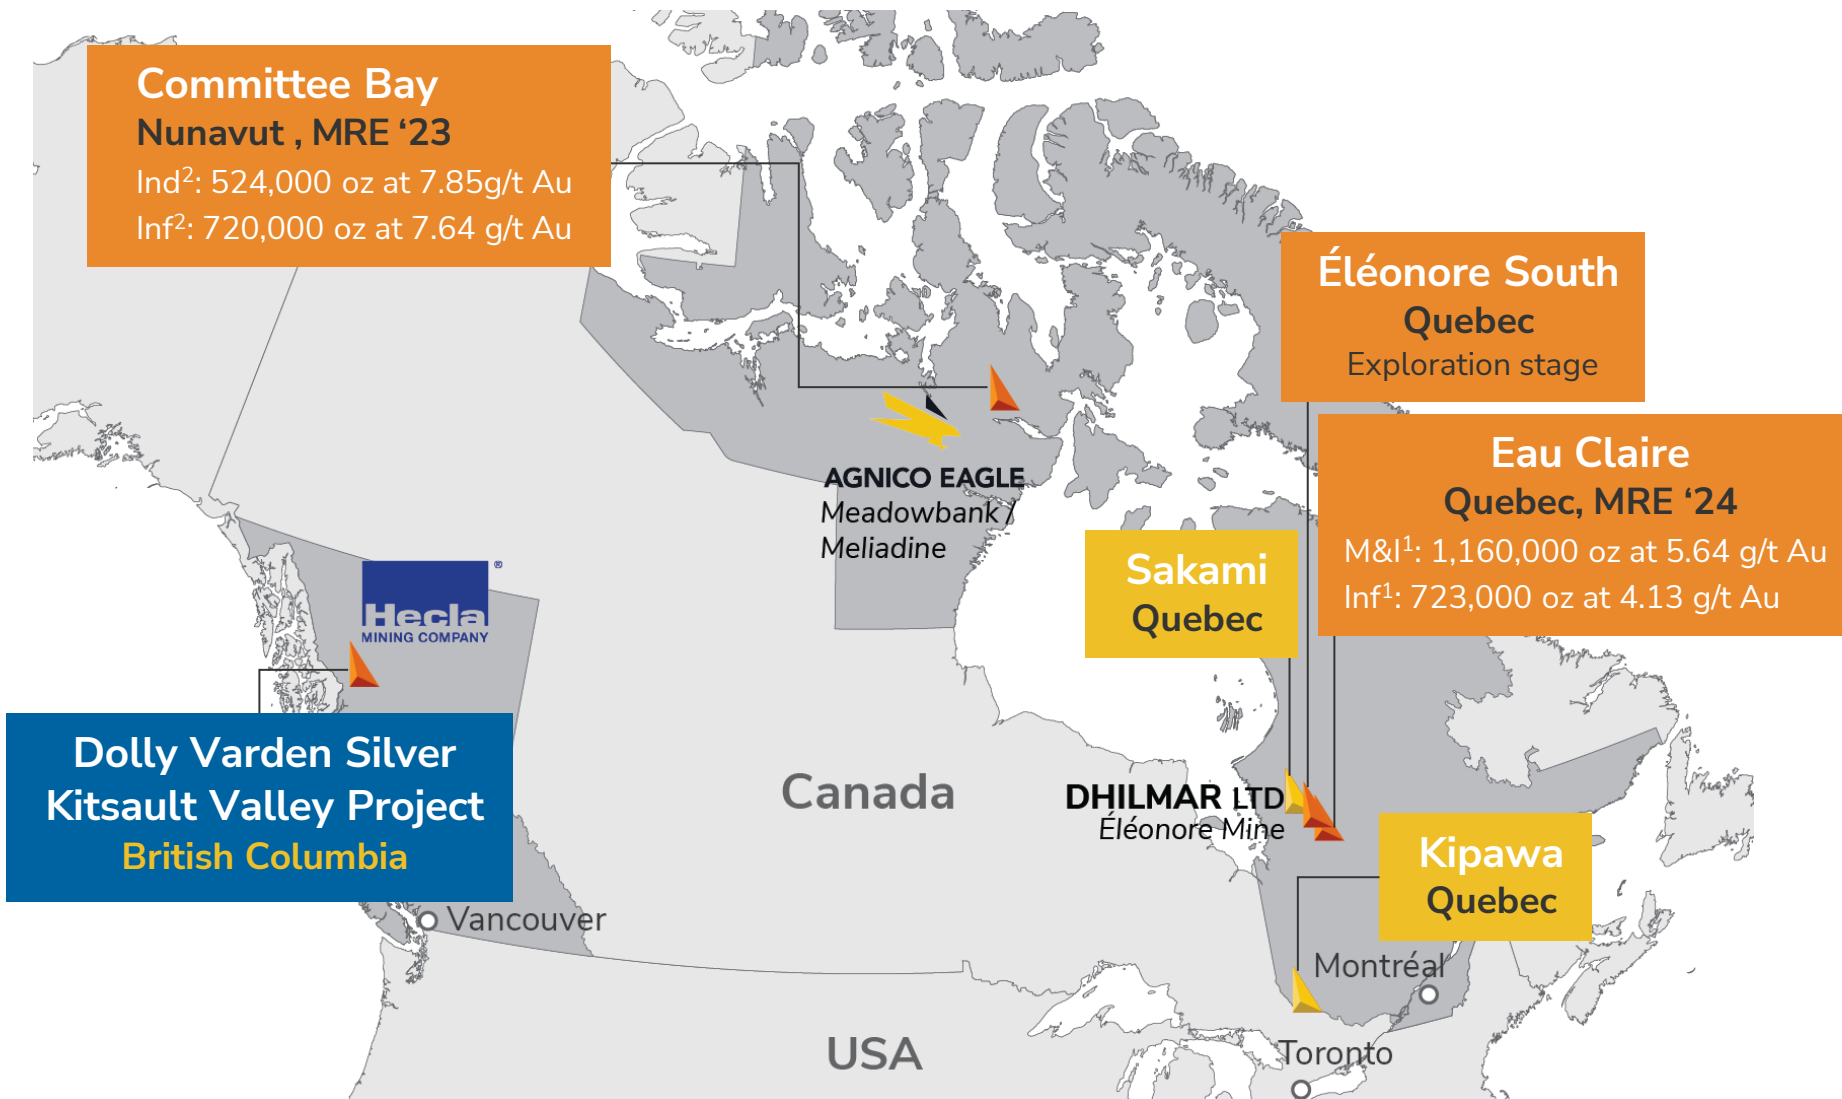 Committee Bay
Nunavut , MRE ‘23
Ind²: 524,000 oz at 7.85g/t Au
Inf²: 720,000 oz at 7.64 g/t Au
Éléonore South
Quebec
Exploration stage
Eau Claire
Quebec, MRE ‘24
M&I¹: 1,160,000 oz at 5.64 g/t Au
Inf¹: 723,000 oz at 4.13 g/t Au
AGNICO EAGLE
Meadowbank /
Meliadine
Sakami
Quebec
Hecla ®
MINING COMPANY
Dolly Varden Silver
Kitsault Valley Project
British Columbia
Canada
DHILMAR LTD
Éléonore Mine
Kipawa
Quebec
Vancouver
Montréal
USA
Toronto